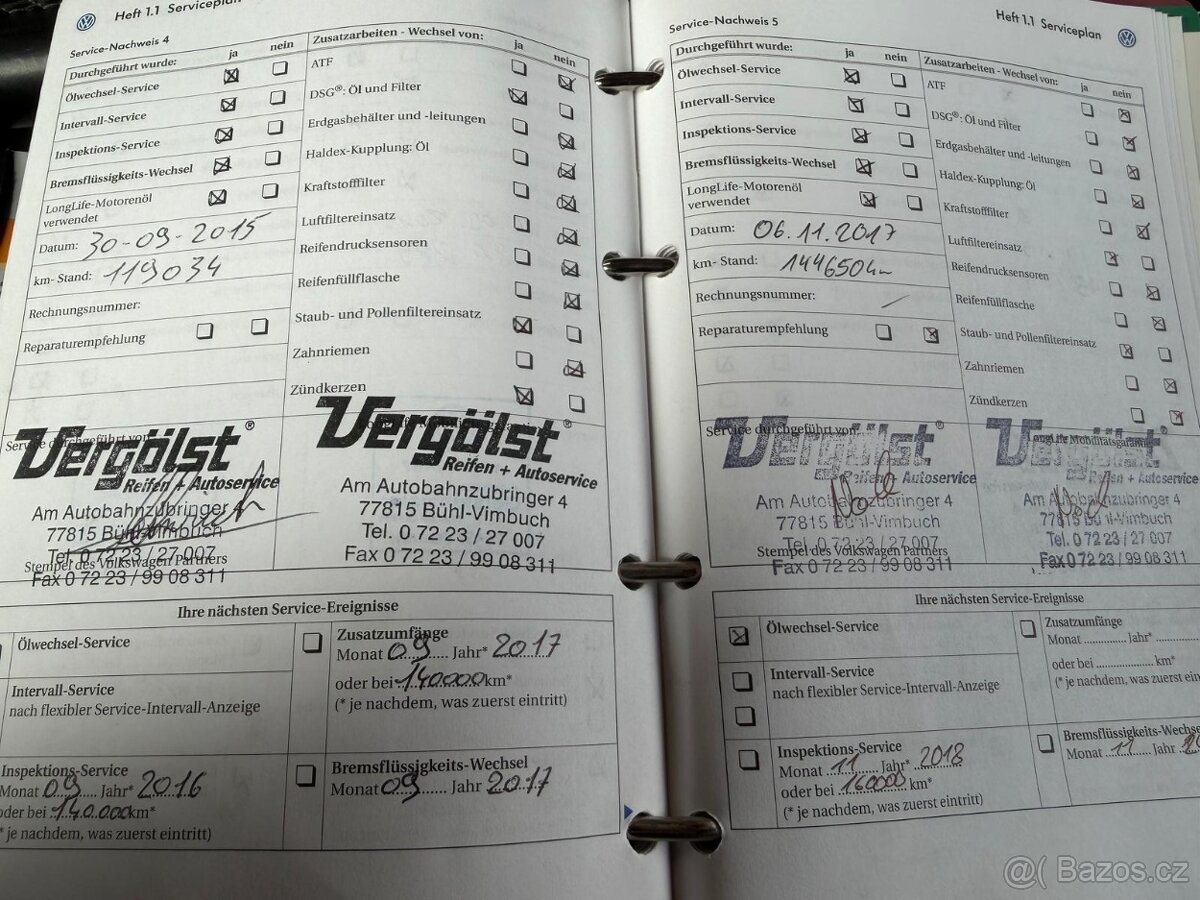 Heft 1.1 Serviceplan
Service-Nachweis 4
Durchgeführt wurde: ja nein
Ölwechsel-Service
Intervall-Service
Inspektions-Service
Bremsflüssigkeits-Wechsel
LongLife-Motorenöl
verwendet
Datum: 30-09-2015
km-Stand: 119034
Rechnungsnummer:
Reparaturempfehlung
Zusatzarbeiten - Wechsel von: ja nein
ATF
DSG®: Öl und Filter
Erdgasbehälter und -leitungen
Haldex-Kupplung: Öl
Kraftstofffilter
Luftfiltereinsatz
Reifendrucksensoren
Reifenfüllflasche
Staub- und Pollenfiltereinsatz
Zahnriemen
Zündkerzen
Service durchgeführt von:
Vergölst®
Reifen + Autoservice
Am Autobahnzubringer 4
77815 Bühl-Vimbuch
Tel. 0 72 23 / 27 007
Stempel des Volkswagen Partners
Fax 0 72 23 / 99 08 311
Vergölst®
Reifen + Autoservice
Am Autobahnzubringer 4
77815 Bühl-Vimbuch
Tel. 0 72 23 / 27 007
Fax 0 72 23 / 99 08 311
Ihre nächsten Service-Ereignisse
Ölwechsel-Service
Intervall-Service
nach flexibler Service-Intervall-Anzeige
Inspektions-Service
Monat 09 Jahr* 2016
oder bei 140.000 km*
* je nachdem, was zuerst eintritt)
Zusatzumfänge
Monat 09 Jahr* 2017
oder bei 140000 km*
(* je nachdem, was zuerst eintritt)
Bremsflüssigkeits-Wechsel
Monat 09 Jahr 2017
Heft 1.1 Serviceplan
Service-Nachweis 5
Durchgeführt wurde: ja nein
Ölwechsel-Service
Intervall-Service
Inspektions-Service
Bremsflüssigkeits-Wechsel
LongLife-Motorenöl
verwendet
Datum: 06.11.2017
km-Stand: 144650
Rechnungsnummer:
Reparaturempfehlung
Zusatzarbeiten - Wechsel von: ja nein
ATF
DSG®: Öl und Filter
Erdgasbehälter und -leitungen
Haldex-Kupplung: Öl
Kraftstofffilter
Luftfiltereinsatz
Reifendrucksensoren
Reifenfüllflasche
Staub- und Pollenfiltereinsatz
Zahnriemen
Zündkerzen
Service durchgeführt von:
Vergölst®
Reifen + Autoservice
Am Autobahnzubringer 4
77815 Bühl-Vimbuch
Tel. 0 72 23 / 27 007
Stempel des Volkswagen Partners
Fax 0 72 23 / 99 08 311
LongLife Mobilitätsgarantie
Vergölst®
Reifen + Autoservice
Am Autobahnzubringer 4
77815 Bühl-Vimbuch
Tel. 0 72 23 / 27 007
Fax 0 72 23 / 99 08 311
Ihre nächsten Service-Ereignisse
Ölwechsel-Service
Intervall-Service
nach flexibler Service-Intervall-Anzeige
Inspektions-Service
Monat 11 Jahr* 2018
oder bei 160000 km*
(* je nachdem, was zuerst eintritt)
Zusatzumfänge
Monat Jahr*
oder bei km*
(* je nachdem, was zuerst ein
Bremsflüssigkeits-Wechse
Monat 11 Jahr
@( Bazos.cz